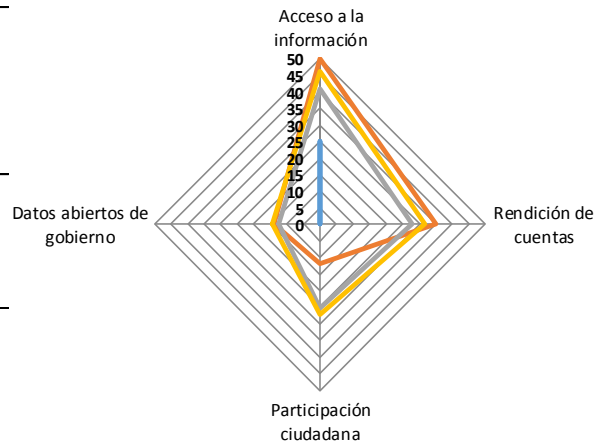 Acceso a la
información
50
45
40
35
30
25
20
15
10
5
0
Datos abiertos de
gobierno
Rendición de
cuentas
Participación
ciudadana